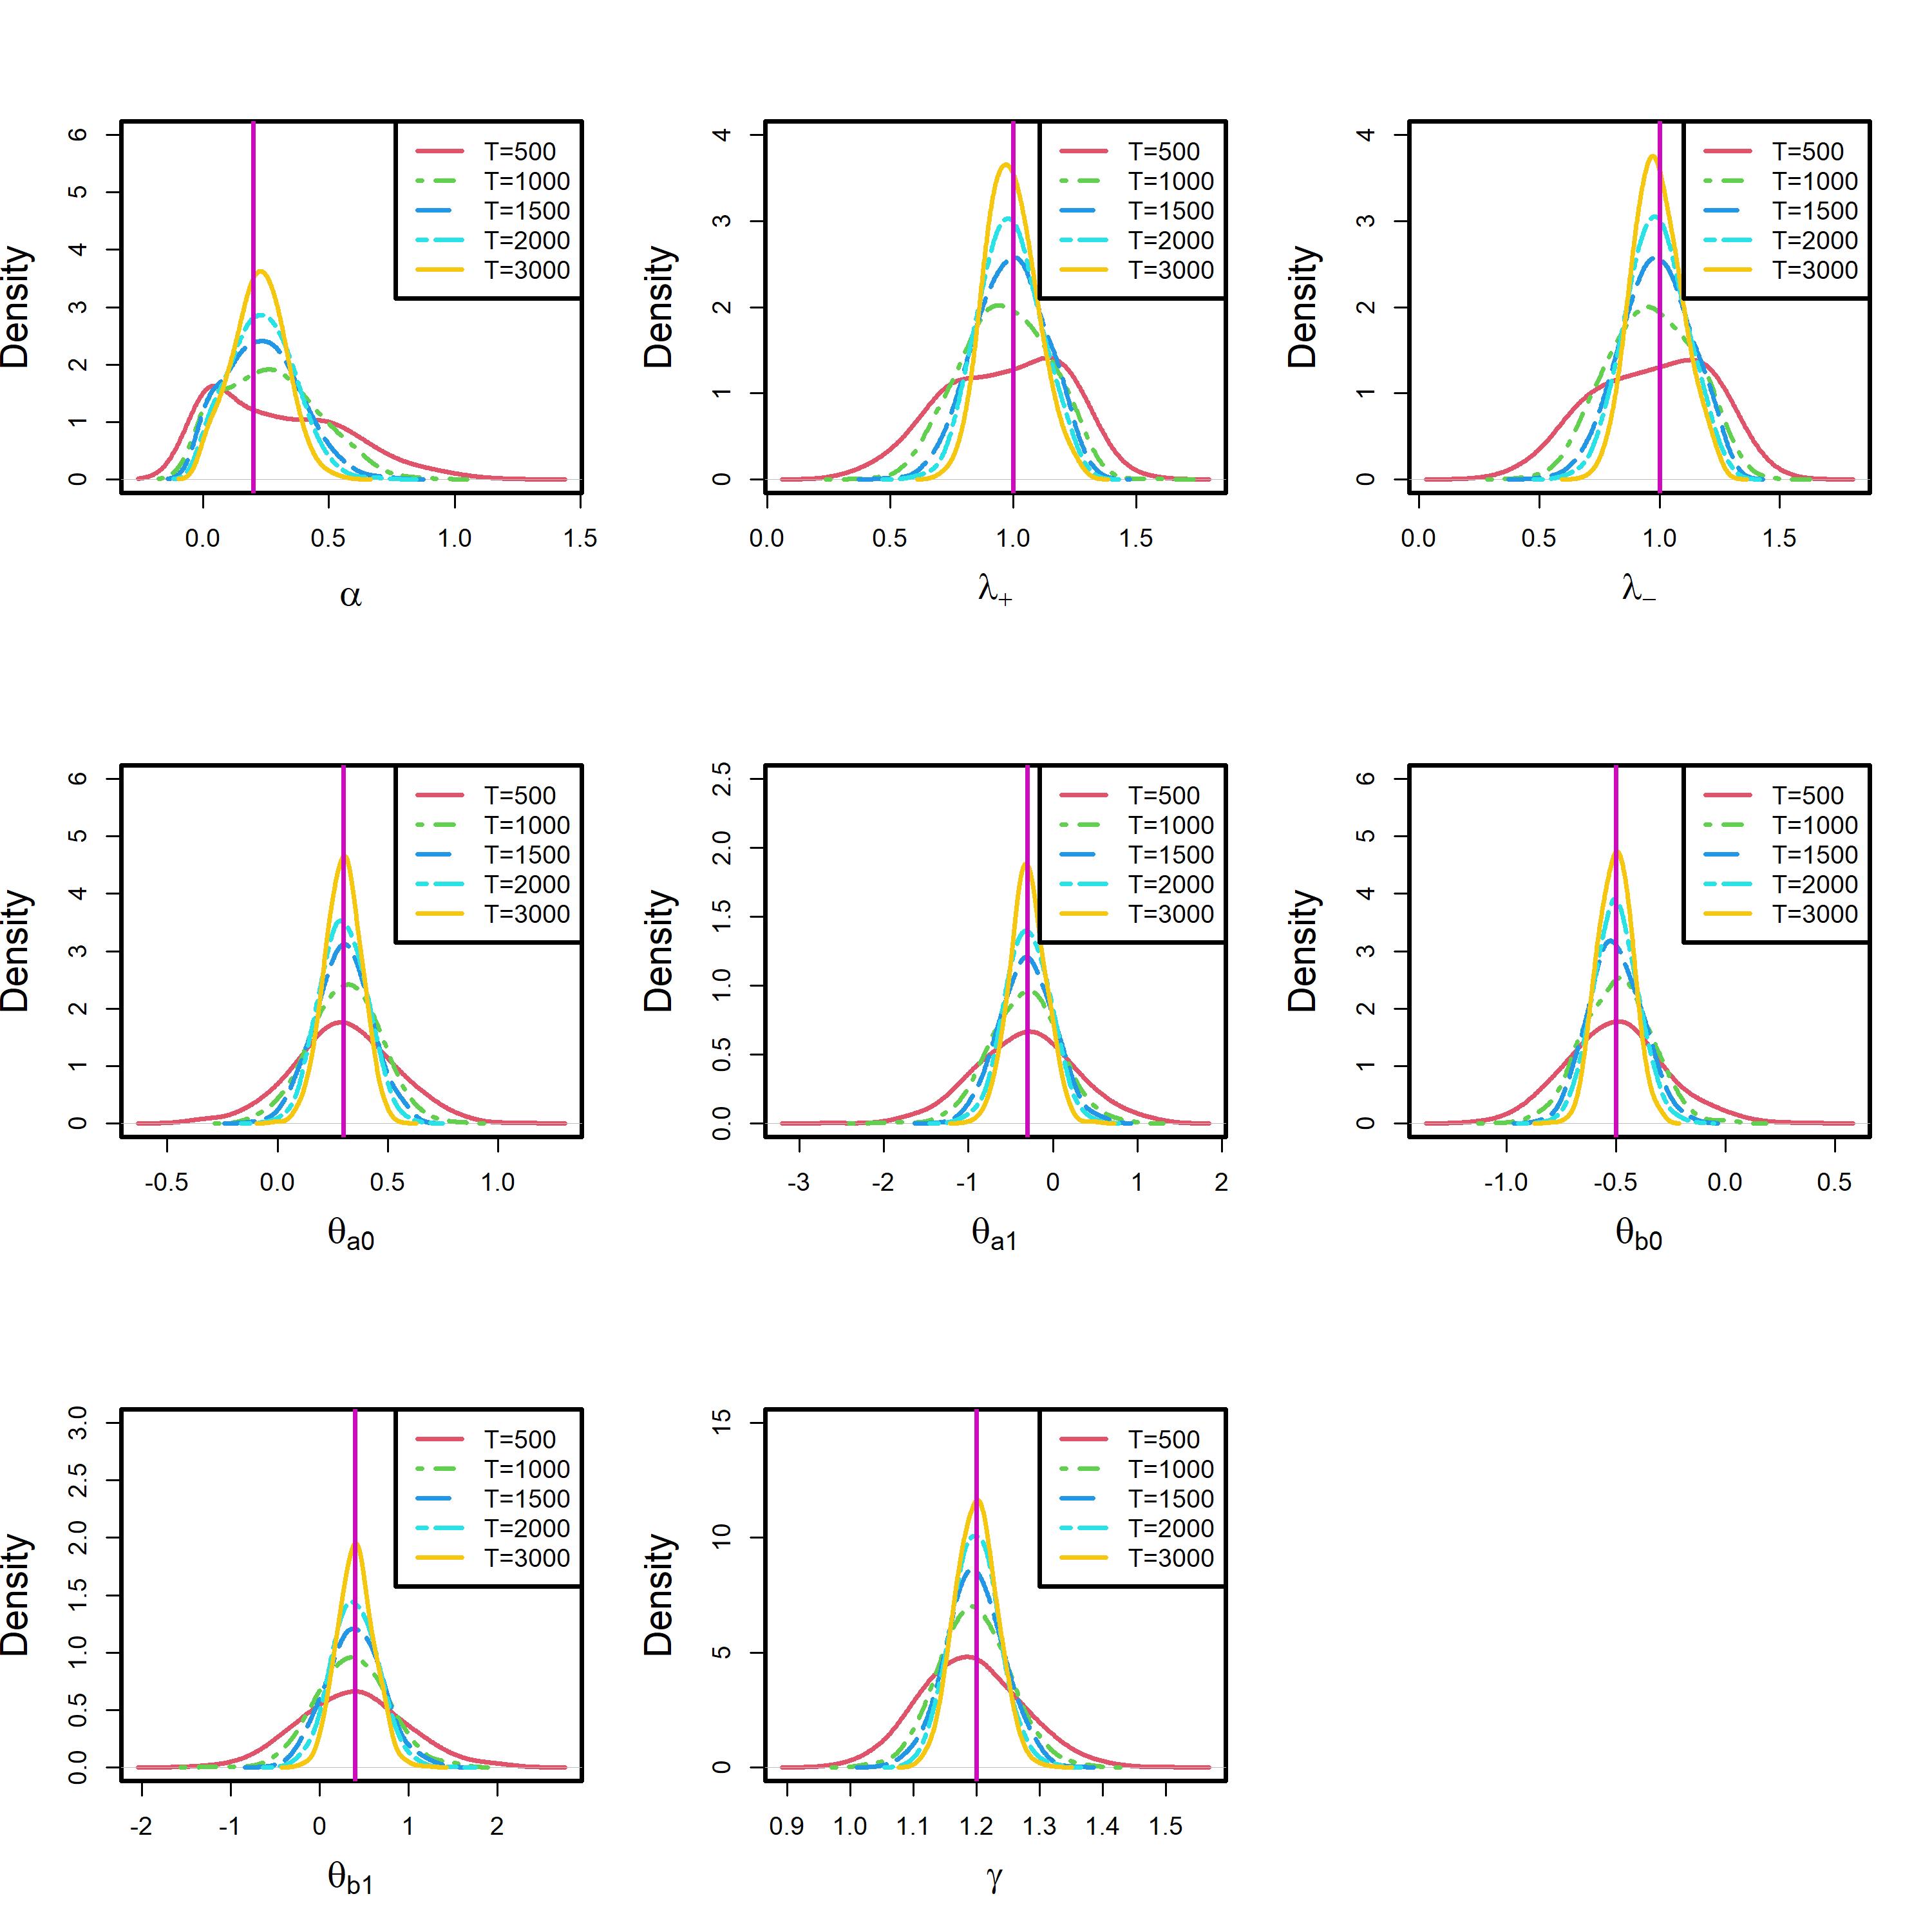 Density
6
5
4
3
2
1
0
T=500
T=1000
T=1500
T=2000
T=3000
0.0 0.5 1.0 1.5
α
Density
4
3
2
1
0
T=500
T=1000
T=1500
T=2000
T=3000
0.0 0.5 1.0 1.5
λ+
Density
4
3
2
1
0
T=500
T=1000
T=1500
T=2000
T=3000
0.0 0.5 1.0 1.5
λ−
Density
6
5
4
3
2
1
0
T=500
T=1000
T=1500
T=2000
T=3000
-0.5 0.0 0.5 1.0
θa0
Density
2.5
2.0
1.5
1.0
0.5
0.0
T=500
T=1000
T=1500
T=2000
T=3000
-3 -2 -1 0 1 2
θa1
Density
6
5
4
3
2
1
0
T=500
T=1000
T=1500
T=2000
T=3000
-1.0 -0.5 0.0 0.5
θb0
Density
3.0
2.5
2.0
1.5
1.0
0.5
0.0
T=500
T=1000
T=1500
T=2000
T=3000
-2 -1 0 1 2
θb1
Density
15
10
5
0
T=500
T=1000
T=1500
T=2000
T=3000
0.9 1.0 1.1 1.2 1.3 1.4 1.5
γ